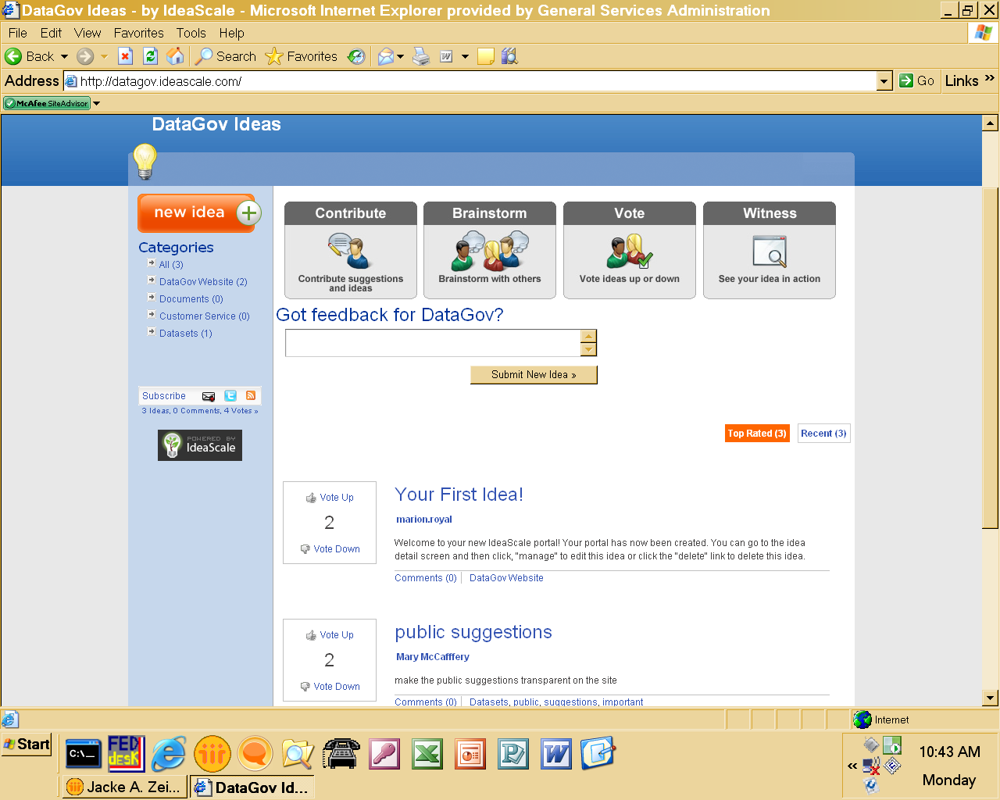 DataGov Ideas - by IdeaScale - Microsoft Internet Explorer provided by General Services Administration
File Edit View Favorites Tools Help
Back Search Favorites
Address http://datagov.ideascale.com/ Go Links »
McAfee SiteAdvisor
DataGov Ideas
new idea
Categories
All (3)
DataGov Website (2)
Documents (0)
Customer Service (0)
Datasets (1)
Subscribe
3 Ideas, 0 Comments, 4 Votes »
POWERED BY
IdeaScale
Contribute
Contribute suggestions
and ideas
Brainstorm
Brainstorm with others
Vote
Vote ideas up or down
Witness
See your idea in action
Got feedback for DataGov?
Submit New Idea »
Top Rated (3) Recent (3)
Vote Up
2
Vote Down
Your First Idea!
marion.royal
Welcome to your new IdeaScale portal! Your portal has now been created. You can go to the idea
detail screen and then click, "manage" to edit this idea or click the "delete" link to delete this idea.
Comments (0) DataGov Website
Vote Up
2
Vote Down
public suggestions
Mary McCafffery
make the public suggestions transparent on the site
Comments (0) Datasets, public, suggestions, important
Internet
Start
C:\_
FED
desk
«
10:43 AM
Monday
Jacke A. Zei...
DataGov Id...